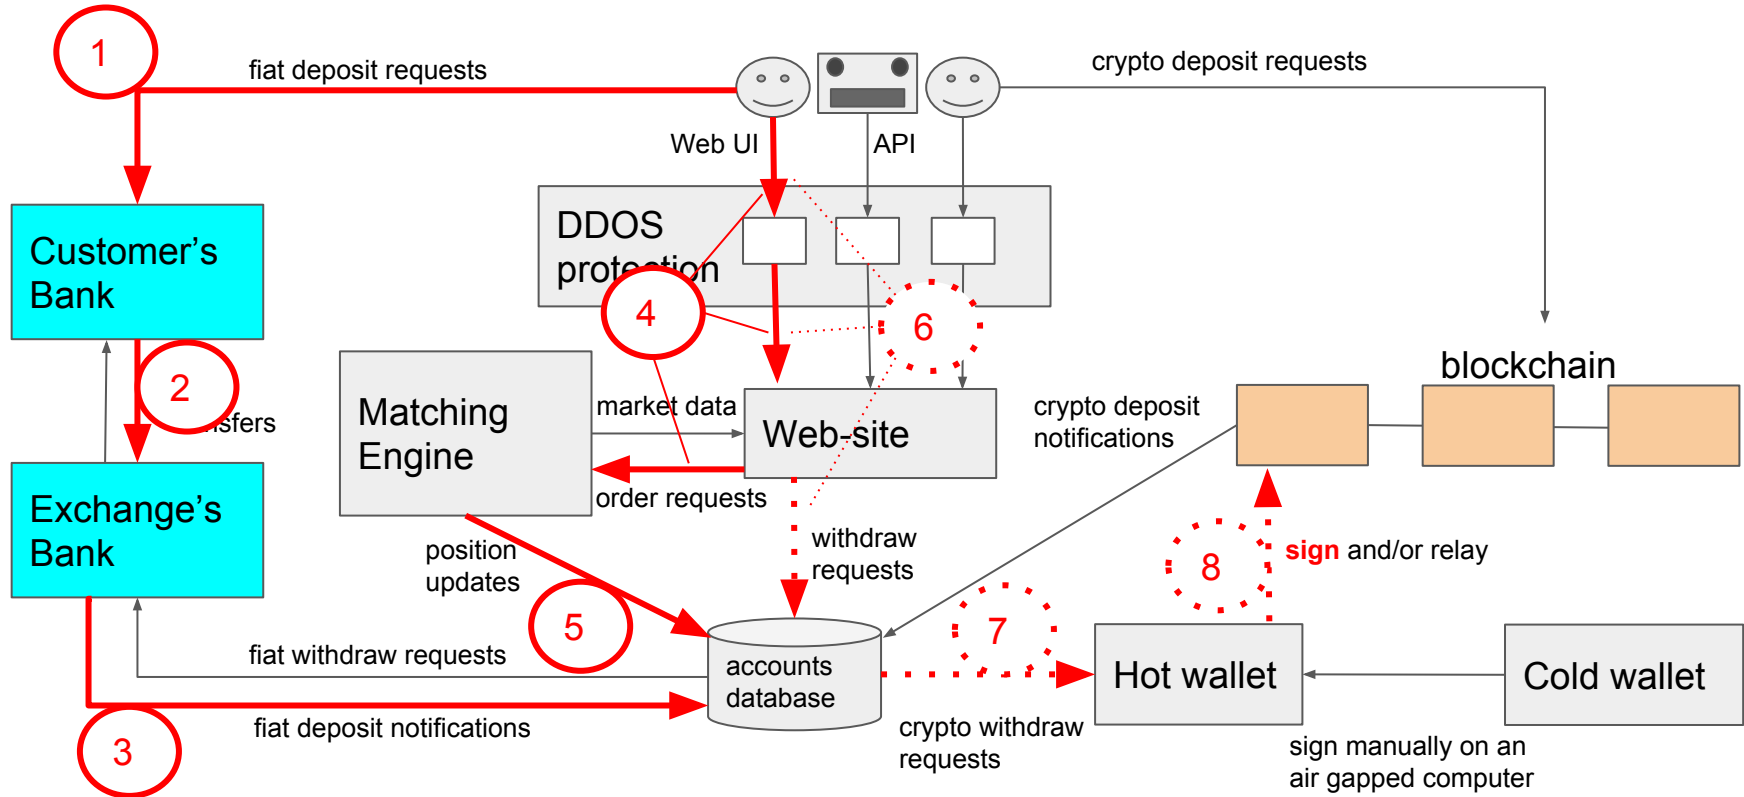 1
fiat deposit requests
crypto deposit requests
Web UI
API
DDOS
protection
Customer's
Bank
4
6
blockchain
2
nsfers
Matching
Engine
market data
Web-site
crypto deposit
notifications
order requests
Exchange's
Bank
position
updates
withdraw
requests
8
sign and/or relay
5
7
fiat withdraw requests
accounts
database
Hot wallet
Cold wallet
3
fiat deposit notifications
crypto withdraw
requests
sign manually on an
air gapped computer